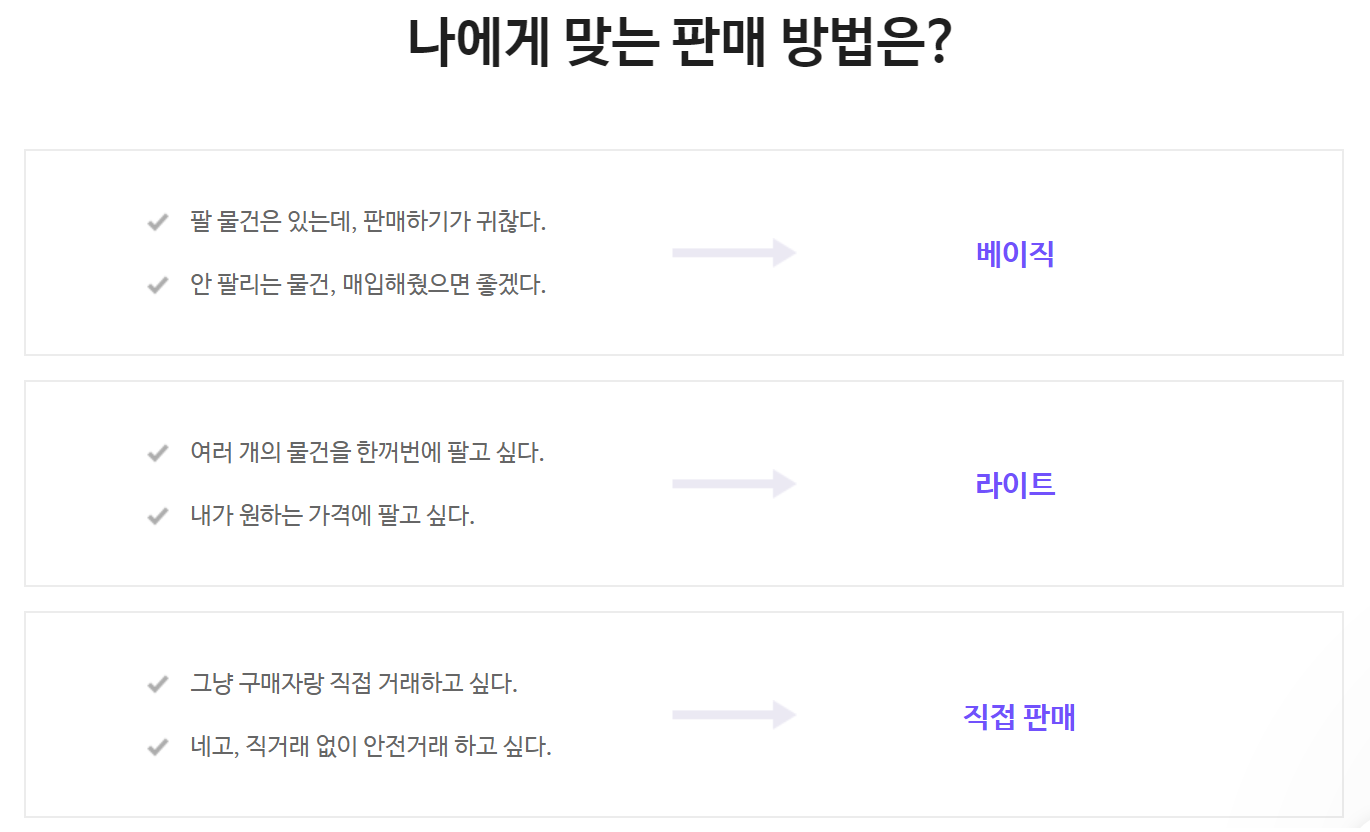 나에게 맞는 판매 방법은?
팔 물건은 있는데, 판매하기가 귀찮다.
안 팔리는 물건, 매입해줬으면 좋겠다.
베이직
여러 개의 물건을 한꺼번에 팔고 싶다.
내가 원하는 가격에 팔고 싶다.
라이트
그냥 구매자랑 직접 거래하고 싶다.
네고, 직거래 없이 안전거래 하고 싶다.
직접 판매